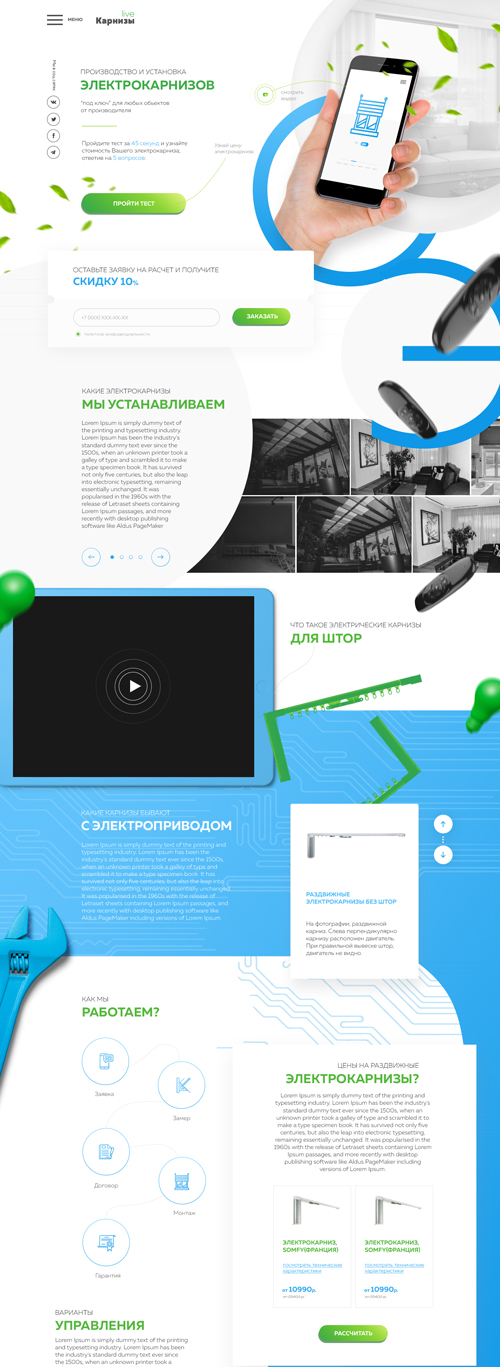 МЕНЮ
live
Карнизы
ПРОИЗВОДСТВО И УСТАНОВКА
ЭЛЕКТРОКАРНИЗОВ
"под ключ" для любых объектов
от производителя
Пройдите тест за 45 секунд и узнайте
стоимость Вашего электрокарниза,
ответив на 5 вопросов
Узнай цену
электрокарниза
смотреть
видео
ПРОЙТИ ТЕСТ
ОСТАВЬТЕ ЗАЯВКУ НА РАСЧЕТ И ПОЛУЧИТЕ
СКИДКУ 10%
+7 (XXX) XXX-XX-XX
ЗАКАЗАТЬ
КАКИЕ ЭЛЕКТРОКАРНИЗЫ
МЫ УСТАНАВЛИВАЕМ
Lorem Ipsum is simply dummy text of
the printing and typesetting industry.
Lorem Ipsum has been the industry's
standard dummy text ever since the
1500s, when an unknown printer took a
galley of type and scrambled it to make
a type specimen book. It has survived
not only five centuries, but also the leap
into electronic typesetting, remaining
essentially unchanged. It was
popularised in the 1960s with the
release of Letraset sheets containing
Lorem Ipsum passages, and more
recently with desktop publishing
software like Aldus PageMaker
ЧТО ТАКОЕ ЭЛЕКТРИЧЕСКИЕ КАРНИЗЫ
ДЛЯ ШТОР
КАКИЕ КАРНИЗЫ БЫВАЮТ
С ЭЛЕКТРОПРИВОДОМ
Lorem Ipsum is simply dummy text of the printing and
typesetting industry. Lorem Ipsum has been the
industry's standard dummy text ever since the 1500s,
when an unknown printer took a galley of type and
scrambled it to make a type specimen book. It has
survived not only five centuries, but also the leap into
electronic typesetting, remaining essentially unchanged.
It was popularised in the 1960s with the release of
Letraset sheets containing Lorem Ipsum passages, and
more recently with desktop publishing software like
Aldus PageMaker including versions of Lorem Ipsum.
РАЗДВИЖНЫЕ
ЭЛЕКТРОКАРНИЗЫ БЕЗ ШТОР
На фотографии, раздвижной
карниз. Слева перпендикулярно
карнизу расположен двигатель.
При правильной вывеске штор,
двигатель не видно.
КАК МЫ
РАБОТАЕМ?
Заявка
Замер
Договор
Монтаж
Гарантия
ЦЕНЫ НА РАЗДВИЖНЫЕ
ЭЛЕКТРОКАРНИЗЫ?
Lorem Ipsum is simply dummy text of the printing and
typesetting industry. Lorem Ipsum has been the
industry's standard dummy text ever since the 1500s, when an
unknown printer took a galley of type and scrambled it to
make a type specimen book. It has survived not only five
centuries, but also the leap into electronic typesetting,
remaining essentially unchanged. It was popularised in the
1960s with the release of Letraset sheets containing Lorem
Ipsum passages, and more recently with desktop
publishing software like Aldus PageMaker including
versions of Lorem Ipsum.
ЭЛЕКТРОКАРНИЗ,
SOMFY(ФРАНЦИЯ)
посмотреть технические
характеристики
от 10990р.
ЭЛЕКТРОКАРНИЗ,
SOMFY(ФРАНЦИЯ)
посмотреть технические
характеристики
от 10990р.
РАССЧИТАТЬ
ВАРИАНТЫ
УПРАВЛЕНИЯ
Lorem Ipsum is simply dummy text of the
printing and typesetting industry. Lorem
Ipsum has been the industry's standard
dummy text ever since the 1500s, when